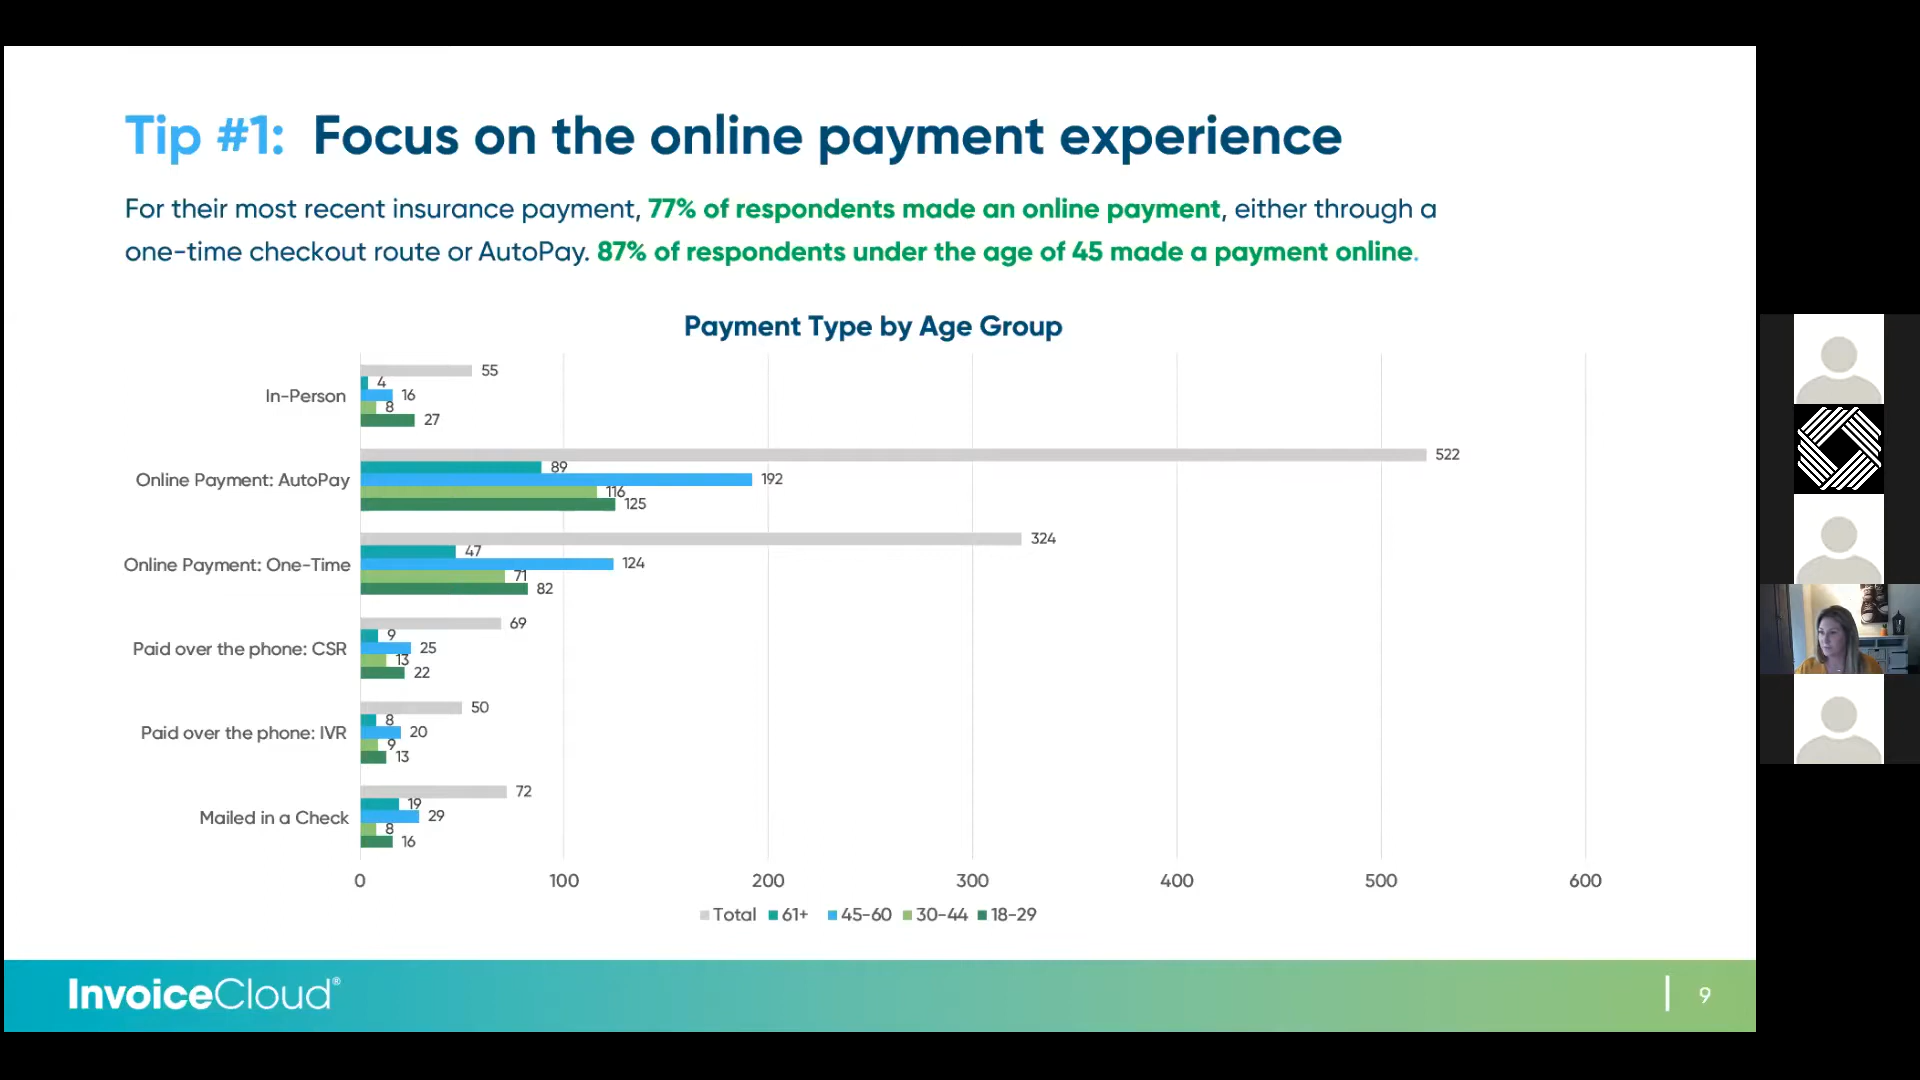 Tip #1: Focus on the online payment experience
For their most recent insurance payment, 77% of respondents made an online payment, either through a
one-time checkout route or AutoPay. 87% of respondents under the age of 45 made a payment online.
Payment Type by Age Group
In-Person
55
4
16
8
27
Online Payment: AutoPay
522
89
192
116
125
Online Payment: One-Time
324
47
124
71
82
Paid over the phone: CSR
69
9
25
13
22
Paid over the phone: IVR
50
8
20
9
13
Mailed in a Check
72
19
29
8
16
0 100 200 300 400 500 600
Total 61+ 45-60 30-44 18-29
InvoiceCloud®
9